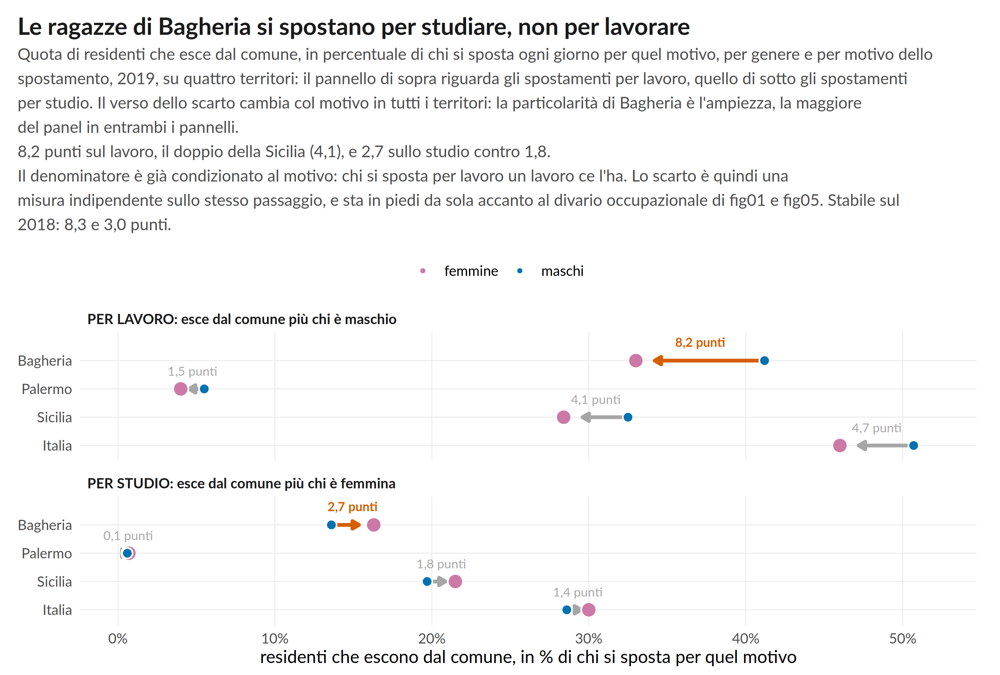 Le ragazze di Bagheria si spostano per studiare, non per lavorare
Quota di residenti che esce dal comune, in percentuale di chi si sposta ogni giorno per quel motivo, per genere e per motivo dello
spostamento, 2019, su quattro territori: il pannello di sopra riguarda gli spostamenti per lavoro, quello di sotto gli spostamenti
per studio. Il verso dello scarto cambia col motivo in tutti i territori: la particolarità di Bagheria è l'ampiezza, la maggiore
del panel in entrambi i pannelli.
8,2 punti sul lavoro, il doppio della Sicilia (4,1), e 2,7 sullo studio contro 1,8.
Il denominatore è già condizionato al motivo: chi si sposta per lavoro un lavoro ce l'ha. Lo scarto è quindi una
misura indipendente sullo stesso passaggio, e sta in piedi da sola accanto al divario occupazionale di fig01 e fig05. Stabile sul
2018: 8,3 e 3,0 punti.
femmine maschi
PER LAVORO: esce dal comune più chi è maschio
8,2 punti
Bagheria
1,5 punti
Palermo
4,1 punti
Sicilia
4,7 punti
Italia
PER STUDIO: esce dal comune più chi è femmina
2,7 punti
Bagheria
0,1 punti
Palermo
1,8 punti
Sicilia
1,4 punti
Italia
0% 10% 20% 30% 40% 50%
residenti che escono dal comune, in % di chi si sposta per quel motivo